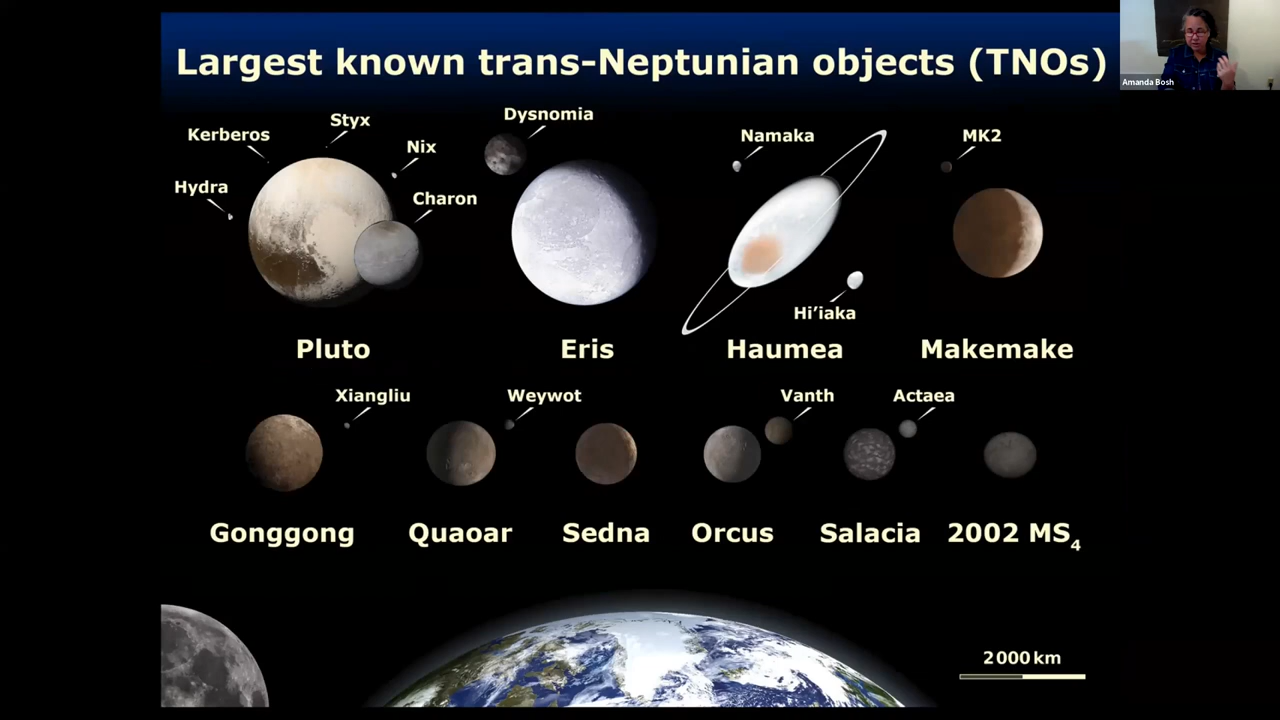 Largest known trans-Neptunian objects (TNOs)
Amanda Bosh
Styx
Kerberos
Nix
Hydra
Charon
Dysnomia
Namaka
MK2
Hi’iaka
Pluto
Eris
Haumea
Makemake
Xiangliu
Weywot
Vanth
Actaea
Gonggong
Quaoar
Sedna
Orcus
Salacia
2002 MS₄
2000 km